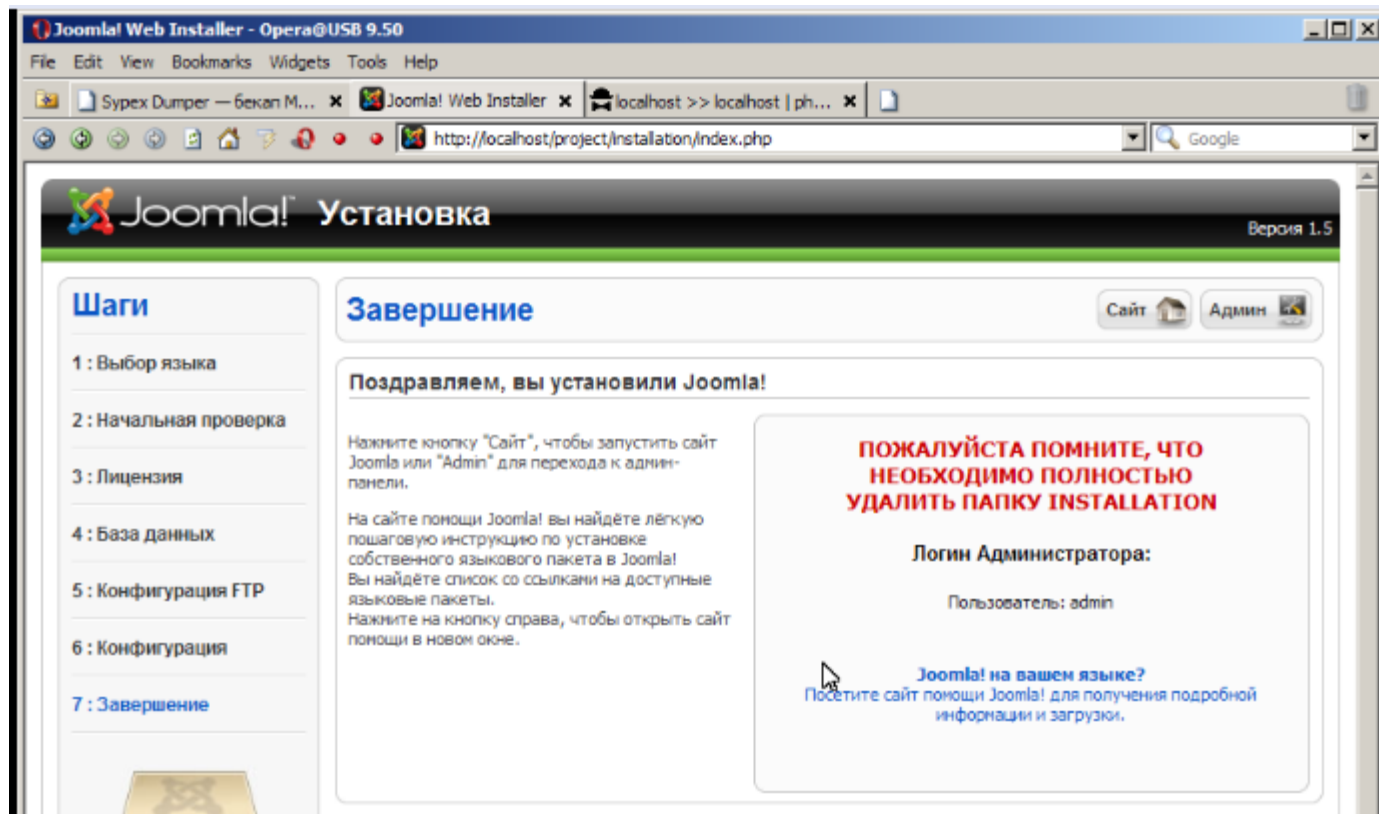 Joomla! Web Installer - Opera@USB 9.50
File Edit View Bookmarks Widgets Tools Help
Sypex Dumper — бекап M... Joomla! Web Installer localhost >> localhost | ph...
http://localhost/project/installation/index.php Google
Joomla! Установка
Версия 1.5
Шаги
1 : Выбор языка
2 : Начальная проверка
3 : Лицензия
4 : База данных
5 : Конфигурация FTP
6 : Конфигурация
7 : Завершение
Завершение
Сайт Админ
Поздравляем, вы установили Joomla!
Нажмите кнопку "Сайт", чтобы запустить сайт
Joomla или "Admin" для перехода к админ-
панели.
На сайте помощи Joomla! вы найдёте лёгкую
пошаговую инструкцию по установке
собственного языкового пакета в Joomla!
Вы найдёте список со ссылками на доступные
языковые пакеты.
Нажмите на кнопку справа, чтобы открыть сайт
помощи в новом окне.
ПОЖАЛУЙСТА ПОМНИТЕ, ЧТО
НЕОБХОДИМО ПОЛНОСТЬЮ
УДАЛИТЬ ПАПКУ INSTALLATION
Логин Администратора:
Пользователь: admin
Joomla! на вашем языке?
Посетите сайт помощи Joomla! для получения подробной
информации и загрузки.